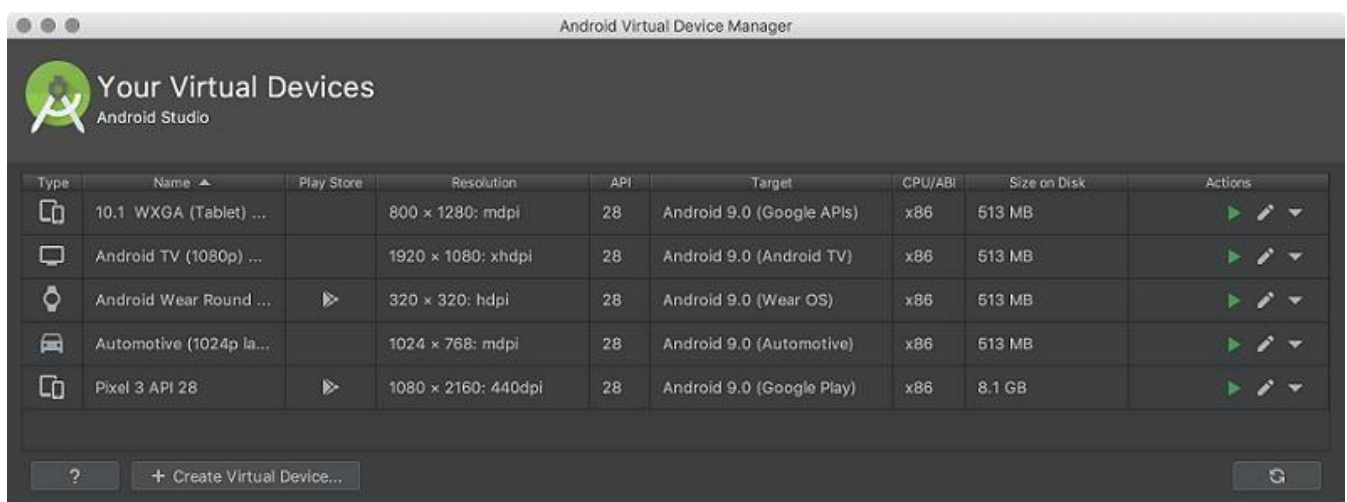 Android Virtual Device Manager
Your Virtual Devices
Android Studio
Type Name Play Store Resolution API Target CPU/ABI Size on Disk Actions
10.1 WXGA (Tablet) ... 800 × 1280: mdpi 28 Android 9.0 (Google APIs) x86 513 MB
Android TV (1080p) ... 1920 × 1080: xhdpi 28 Android 9.0 (Android TV) x86 513 MB
Android Wear Round ... 320 × 320: hdpi 28 Android 9.0 (Wear OS) x86 513 MB
Automotive (1024p la... 1024 × 768: mdpi 28 Android 9.0 (Automotive) x86 513 MB
Pixel 3 API 28 1080 × 2160: 440dpi 28 Android 9.0 (Google Play) x86 8.1 GB
? + Create Virtual Device...